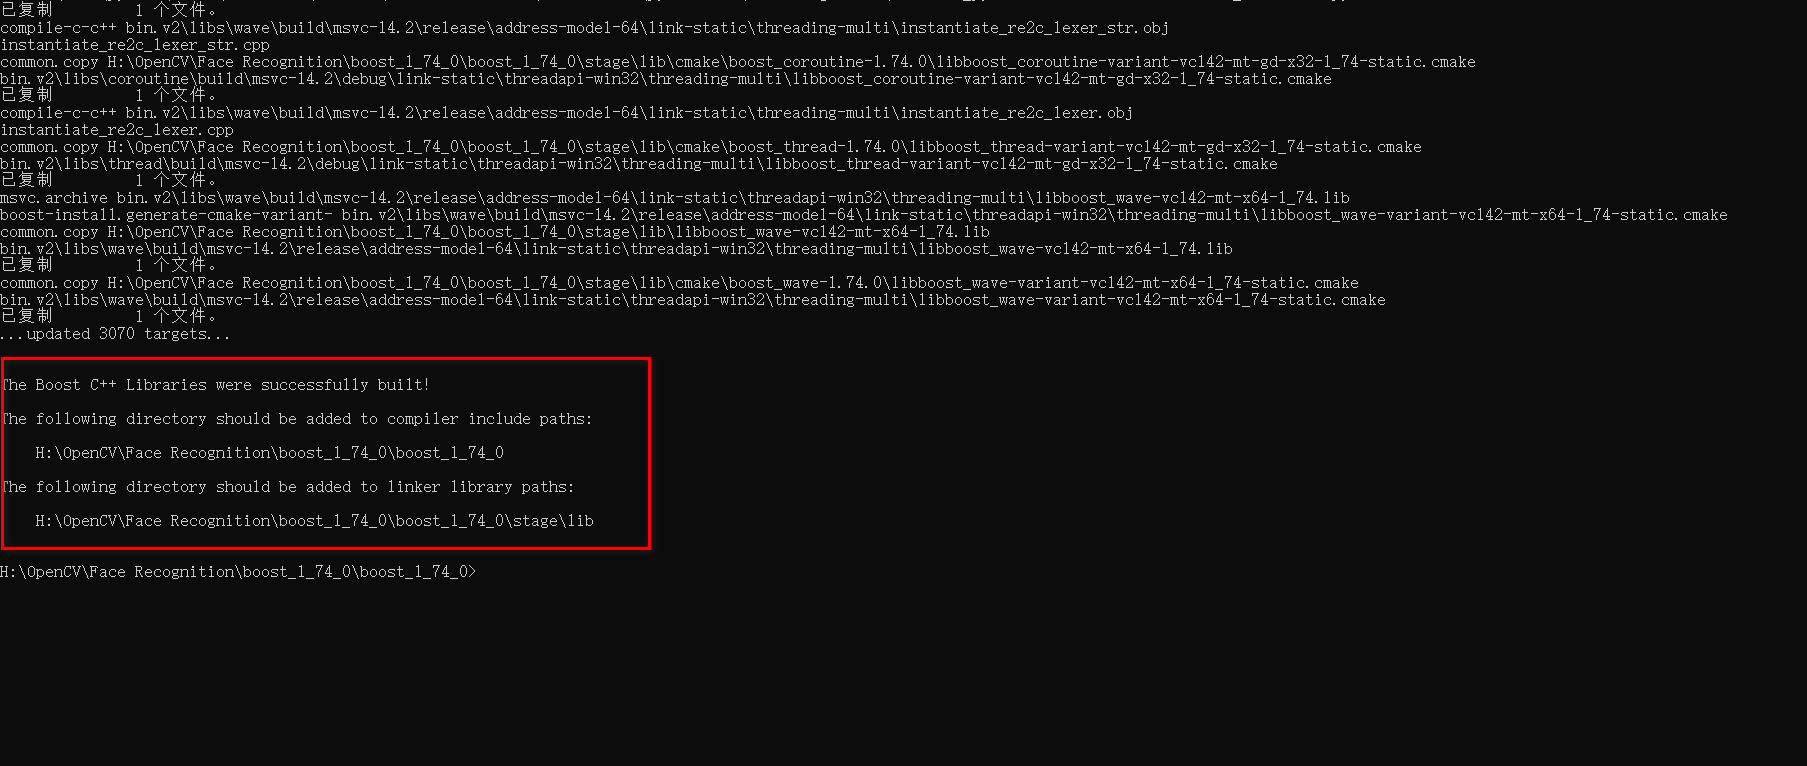 已复制         1 个文件。
compile-c-c++ bin.v2\libs\wave\build\msvc-14.2\release\address-model-64\link-static\threading-multi\instantiate_re2c_lexer_str.obj
instantiate_re2c_lexer_str.cpp
common.copy H:\OpenCV\Face Recognition\boost_1_74_0\boost_1_74_0\stage\lib\cmake\boost_coroutine-1.74.0\libboost_coroutine-variant-vc142-mt-gd-x32-1_74-static.cmake
bin.v2\libs\coroutine\build\msvc-14.2\debug\link-static\threadapi-win32\threading-multi\libboost_coroutine-variant-vc142-mt-gd-x32-1_74-static.cmake
已复制         1 个文件。
compile-c-c++ bin.v2\libs\wave\build\msvc-14.2\release\address-model-64\link-static\threading-multi\instantiate_re2c_lexer.obj
instantiate_re2c_lexer.cpp
common.copy H:\OpenCV\Face Recognition\boost_1_74_0\boost_1_74_0\stage\lib\cmake\boost_thread-1.74.0\libboost_thread-variant-vc142-mt-gd-x32-1_74-static.cmake
bin.v2\libs\thread\build\msvc-14.2\debug\link-static\threadapi-win32\threading-multi\libboost_thread-variant-vc142-mt-gd-x32-1_74-static.cmake
已复制         1 个文件。
msvc.archive bin.v2\libs\wave\build\msvc-14.2\release\address-model-64\link-static\threadapi-win32\threading-multi\libboost_wave-vc142-mt-x64-1_74.lib
boost-install.generate-cmake-variant- bin.v2\libs\wave\build\msvc-14.2\release\address-model-64\link-static\threadapi-win32\threading-multi\libboost_wave-variant-vc142-mt-x64-1_74-static.cmake
common.copy H:\OpenCV\Face Recognition\boost_1_74_0\boost_1_74_0\stage\lib\libboost_wave-vc142-mt-x64-1_74.lib
bin.v2\libs\wave\build\msvc-14.2\release\address-model-64\link-static\threadapi-win32\threading-multi\libboost_wave-vc142-mt-x64-1_74.lib
已复制         1 个文件。
common.copy H:\OpenCV\Face Recognition\boost_1_74_0\boost_1_74_0\stage\lib\cmake\boost_wave-1.74.0\libboost_wave-variant-vc142-mt-x64-1_74-static.cmake
bin.v2\libs\wave\build\msvc-14.2\release\address-model-64\link-static\threadapi-win32\threading-multi\libboost_wave-variant-vc142-mt-x64-1_74-static.cmake
已复制         1 个文件。
...updated 3070 targets...
The Boost C++ Libraries were successfully built!
The following directory should be added to compiler include paths:
H:\OpenCV\Face Recognition\boost_1_74_0\boost_1_74_0
The following directory should be added to linker library paths:
H:\OpenCV\Face Recognition\boost_1_74_0\boost_1_74_0\stage\lib
H:\OpenCV\Face Recognition\boost_1_74_0\boost_1_74_0>